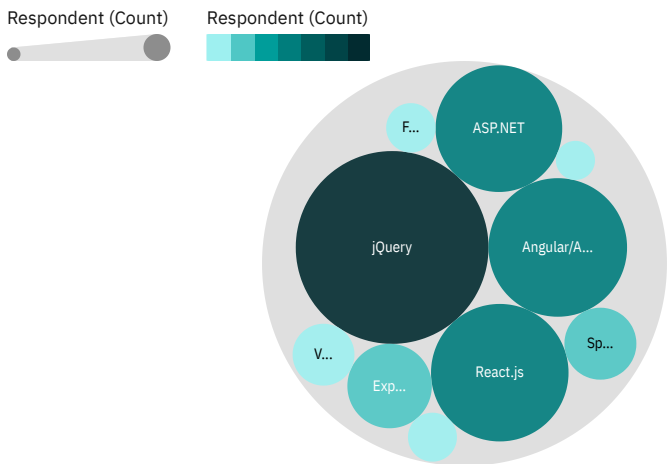 Respondent (Count)
Respondent (Count)
F...
ASP.NET
jQuery
Angular/A...
V...
Exp...
React.js
Sp...